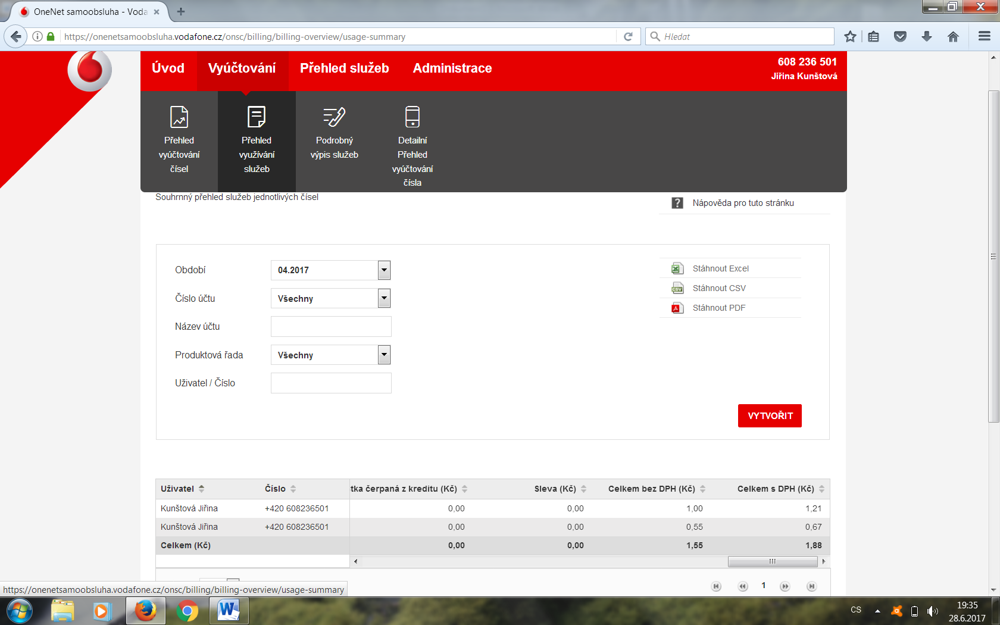 OneNet samoobsluha - Voda
https://onenetsamoobsluha.vodafone.cz/onsc/billing/billing-overview/usage-summary
Hledat
Úvod
Vyúčtování
Přehled služeb
Administrace
608 236 501
Jiřina Kunštová
Přehled
vyúčtování
čísel
Přehled
využívání
služeb
Podrobný
výpis služeb
Detailní
Přehled
vyúčtování
čísla
Souhrnný přehled služeb jednotlivých čísel
? Nápověda pro tuto stránku
Období 04.2017
Číslo účtu Všechny
Název účtu
Produktová řada Všechny
Uživatel / Číslo
Stáhnout Excel
CSV Stáhnout CSV
Stáhnout PDF
VYTVOŘIT
Uživatel Číslo tka čerpaná z kreditu (Kč) Sleva (Kč) Celkem bez DPH (Kč) Celkem s DPH (Kč)
Kunštová Jiřina +420 608236501 0,00 0,00 1,00 1,21
Kunštová Jiřina +420 608236501 0,00 0,00 0,55 0,67
Celkem (Kč) 0,00 0,00 1,55 1,88
1
https://onenetsamoobsluha.vodafone.cz/onsc/billing/billing-overview/usage-summary
CS
19:35
28.6.2017